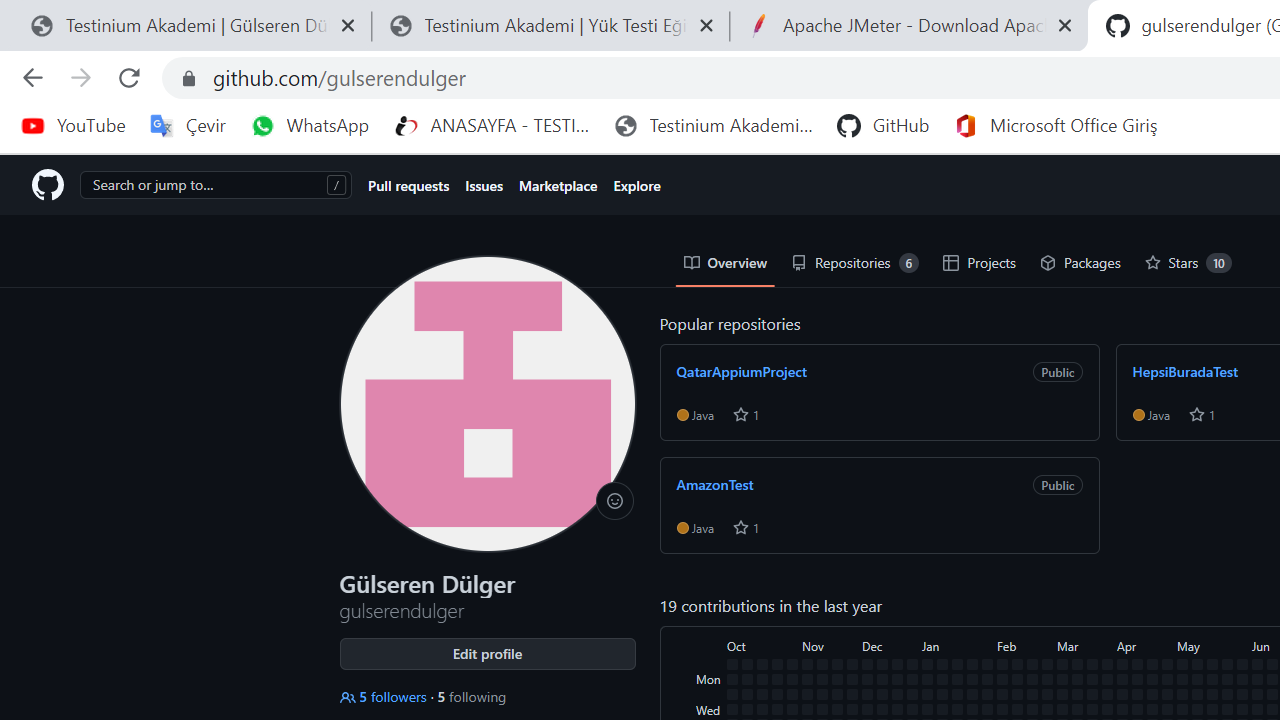 Testinium Akademi | Gülseren Dü
Testinium Akademi | Yük Testi Eği
Apache JMeter - Download Apac
gulserendulger (G
github.com/gulserendulger
YouTube
Çevir
WhatsApp
ANASAYFA - TESTI...
Testinium Akademi...
GitHub
Microsoft Office Giriş
Search or jump to...
/
Pull requests
Issues
Marketplace
Explore
Overview
Repositories 6
Projects
Packages
Stars 10
Popular repositories
QatarAppiumProject
Public
Java
1
HepsiBuradaTest
Java
1
AmazonTest
Public
Java
1
Gülseren Dülger
gulserendulger
Edit profile
5 followers · 5 following
19 contributions in the last year
Oct Nov Dec Jan Feb Mar Apr May Jun
Mon
Wed